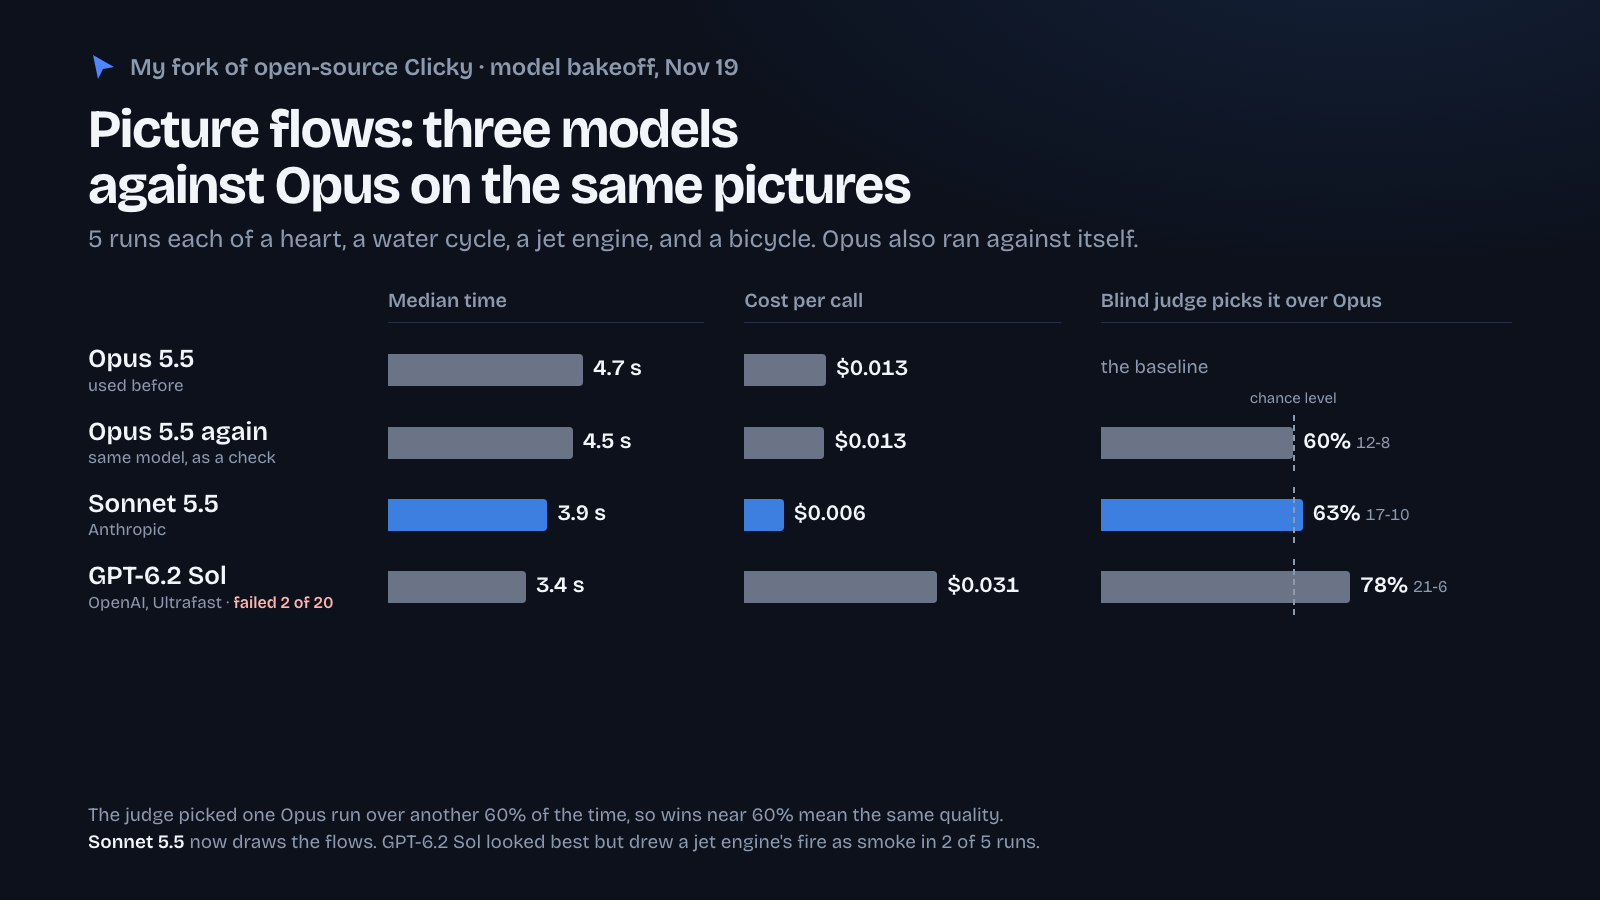 My fork of open-source Clicky · model bakeoff, Nov 19
Picture flows: three models
against Opus on the same pictures
5 runs each of a heart, a water cycle, a jet engine, and a bicycle. Opus also ran against itself.
Median time
Cost per call
Blind judge picks it over Opus
Opus 5.5
used before
4.7 s
$0.013
the baseline
chance level
Opus 5.5 again
same model, as a check
4.5 s
$0.013
60% 12-8
Sonnet 5.5
Anthropic
3.9 s
$0.006
63% 17-10
GPT-6.2 Sol
OpenAI, Ultrafast · failed 2 of 20
3.4 s
$0.031
78% 21-6
The judge picked one Opus run over another 60% of the time, so wins near 60% mean the same quality.
Sonnet 5.5 now draws the flows. GPT-6.2 Sol looked best but drew a jet engine's fire as smoke in 2 of 5 runs.